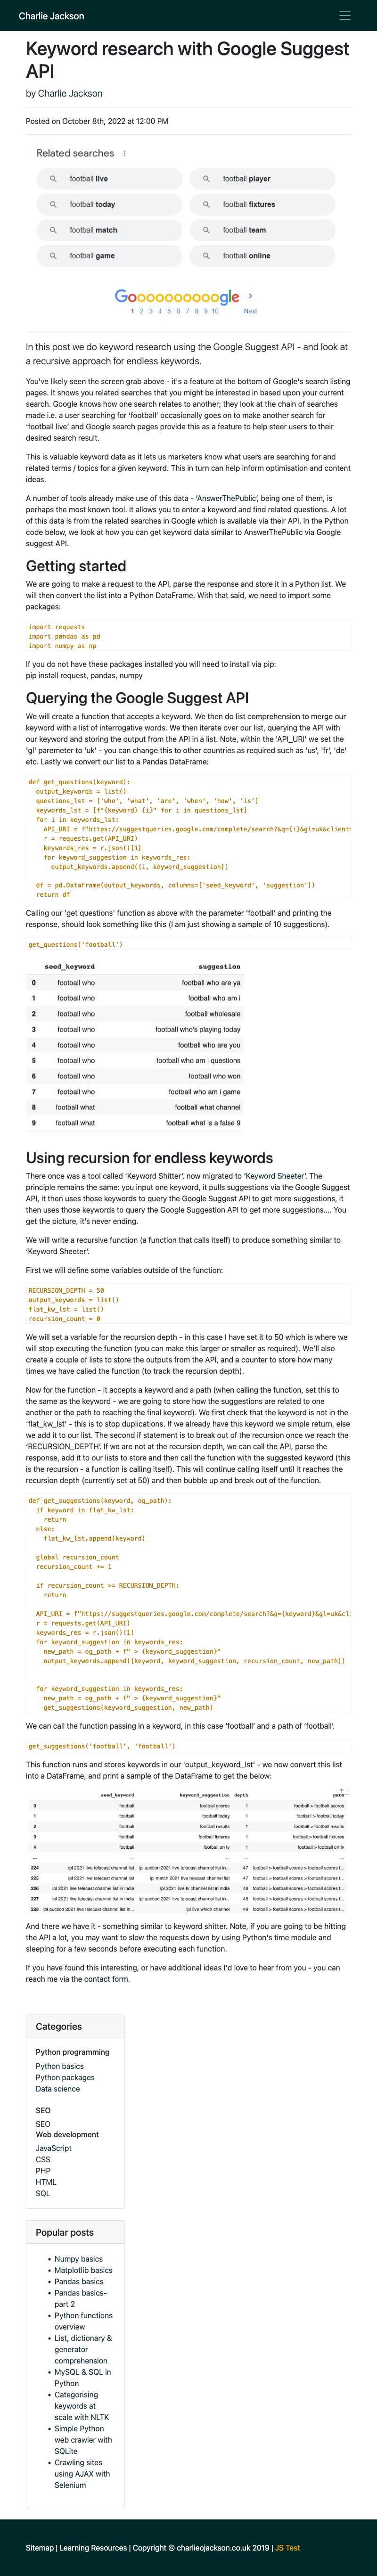 Charlie Jackson
Keyword research with Google Suggest
API
by Charlie Jackson
Posted on October 8th, 2022 at 12:00 PM
Related searches
football live
football player
football today
football fixtures
football match
football team
football game
football online
Goooooooooogle
1 2 3 4 5 6 7 8 9 10 Next
In this post we do keyword research using the Google Suggest API - and look at
a recursive approach for endless keywords.
You've likely seen the screen grab above - it's a feature at the bottom of Google's search listing
pages. It shows you related searches that you might be interested in based upon your current
search. Google knows how one search relates to another; they look at the chain of searches
made i.e. a user searching for 'football' occasionally goes on to make another search for
'football live' and Google search pages provide this as a feature to help steer users to their
desired search result.
This is valuable keyword data as it lets us marketers know what users are searching for and
related terms / topics for a given keyword. This in turn can help inform optimisation and content
ideas.
A number of tools already make use of this data - 'AnswerThePublic', being one of them, is
perhaps the most known tool. It allows you to enter a keyword and find related questions. A lot
of this data is from the related searches in Google which is available via their API. In the Python
code below, we look at how you can get keyword data similar to AnswerThePublic via Google
suggest API.
Getting started
We are going to make a request to the API, parse the response and store it in a Python list. We
will then convert the list into a Python DataFrame. With that said, we need to import some
packages:
import requests
import pandas as pd
import numpy as np
If you do not have these packages installed you will need to install via pip:
pip install request, pandas, numpy
Querying the Google Suggest API
We will create a function that accepts a keyword. We then do list comprehension to merge our
keyword with a list of interrogative words. We then iterate over our list, querying the API with
our keyword and storing the output from the API in a list. Note, within the 'API_URI' we set the
'gl' paremeter to 'uk' - you can change this to other countries as required such as 'us', 'fr', 'de'
etc. Lastly we convert our list to a Pandas DataFrame:
def get_questions(keyword):
output_keywords = list()
questions_lst = ['who', 'what', 'are', 'when', 'how', 'is']
keywords_lst = [f"{keyword} {i}" for i in questions_lst]
for i in keywords_lst:
API_URI = f"https://suggestqueries.google.com/complete/search?&q={i}&gl=uk&client=
r = requests.get(API_URI)
keywords_res = r.json()[1]
for keyword_suggestion in keywords_res:
output_keywords.append([i, keyword_suggestion])
df = pd.DataFrame(output_keywords, columns=['seed_keyword', 'suggestion'])
return df
Calling our 'get questions' function as above with the parameter 'football' and printing the
response, should look something like this (I am just showing a sample of 10 suggestions).
get_questions('football')
seed_keyword suggestion
0 football who football who are ya
1 football who football who am i
2 football who football wholesale
3 football who football who's playing today
4 football who football who are you
5 football who football who am i questions
6 football who football who won
7 football who football who am i game
8 football what football what channel
9 football what football what is a false 9
Using recursion for endless keywords
There once was a tool called 'Keyword Shitter', now migrated to 'Keyword Sheeter'. The
principle remains the same: you input one keyword, it pulls suggestions via the Google Suggest
API, it then uses those keywords to query the Google Suggest API to get more suggestions, it
then uses those keywords to query the Google Suggestion API to get more suggestions.... You
get the picture, it's never ending.
We will write a recursive function (a function that calls itself) to produce something similar to
'Keyword Sheeter'.
First we will define some variables outside of the function:
RECURSION_DEPTH = 50
output_keywords = list()
flat_kw_lst = list()
recursion_count = 0
We will set a variable for the recursion depth - in this case I have set it to 50 which is where we
will stop executing the function (you can make this larger or smaller as required). We'll also
create a couple of lists to store the outputs from the API, and a counter to store how many
times we have called the function (to track the recursion depth).
Now for the function - it accepts a keyword and a path (when calling the function, set this to
the same as the keyword - we are going to store how the suggestions are related to one
another or the path to reaching the final keyword). We first check that the keyword is not in the
'flat_kw_lst' - this is to stop duplications. If we already have this keyword we simple return, else
we add it to our list. The second if statement is to break out of the recursion once we reach the
'RECURSION_DEPTH'. If we are not at the recursion depth, we can call the API, parse the
response, add it to our lists to store and then call the function with the suggested keyword (this
is the recursion - a function is calling itself). This will continue calling itself until it reaches the
recursion depth (currently set at 50) and then bubble up and break out of the function.
def get_suggestions(keyword, og_path):
if keyword in flat_kw_lst:
return
else:
flat_kw_lst.append(keyword)
global recursion_count
recursion_count += 1
if recursion_count >= RECURSION_DEPTH:
return
API_URI = f"https://suggestqueries.google.com/complete/search?&q={keyword}&gl=uk&cli
r = requests.get(API_URI)
keywords_res = r.json()[1]
for keyword_suggestion in keywords_res:
new_path = og_path + f" > {keyword_suggestion}"
output_keywords.append([keyword, keyword_suggestion, recursion_count, new_path])
for keyword_suggestion in keywords_res:
new_path = og_path + f" > {keyword_suggestion}"
get_suggestions(keyword_suggestion, new_path)
We can call the function passing in a keyword, in this case 'football' and a path of 'football'.
get_suggestions('football', 'football')
This function runs and stores keywords in our 'output_keyword_lst' - we now convert this list
into a DataFrame, and print a sample of the DataFrame to get the below:
seed_keyword keyword_suggestion depth path
0 football football scores 1 football > football scores
1 football football today 1 football > football today
2 football football results 1 football > football results
3 football football fixtures 1 football > football fixtures
4 football football on tv 1 football > football on tv
... ... ... ... ...
224 ipl 2021 live telecast channel list ipl auction 2021 live telecast channel list in... 47 football > football scores > football scores t...
225 ipl 2021 live telecast channel list ipl match 2021 live telecast channel list 47 football > football scores > football scores t...
226 ipl 2021 live telecast channel list in india ipl 2021 live tv channel list in india 48 football > football scores > football scores t...
227 ipl 2021 live telecast channel list in india ipl auction 2021 live telecast channel list in... 48 football > football scores > football scores t...
228 ipl auction 2021 live telecast channel list in... ipl live which channel 49 football > football scores > football scores t...
And there we have it - something similar to keyword shitter. Note, if you are going to be hitting
the API a lot, you may want to slow the requests down by using Python's time module and
sleeping for a few seconds before executing each function.
If you have found this interesting, or have additional ideas I'd love to hear from you - you can
reach me via the contact form.
Categories
Python programming
Python basics
Python packages
Data science
SEO
SEO
Web development
JavaScript
CSS
PHP
HTML
SQL
Popular posts
Numpy basics
Matplotlib basics
Pandas basics
Pandas basics-
part 2
Python functions
overview
List, dictionary &
generator
comprehension
MySQL & SQL in
Python
Categorising
keywords at
scale with NLTK
Simple Python
web crawler with
SQLite
Crawling sites
using AJAX with
Selenium
Sitemap | Learning Resources | Copyright © charlieojackson.co.uk 2019 | JS Test